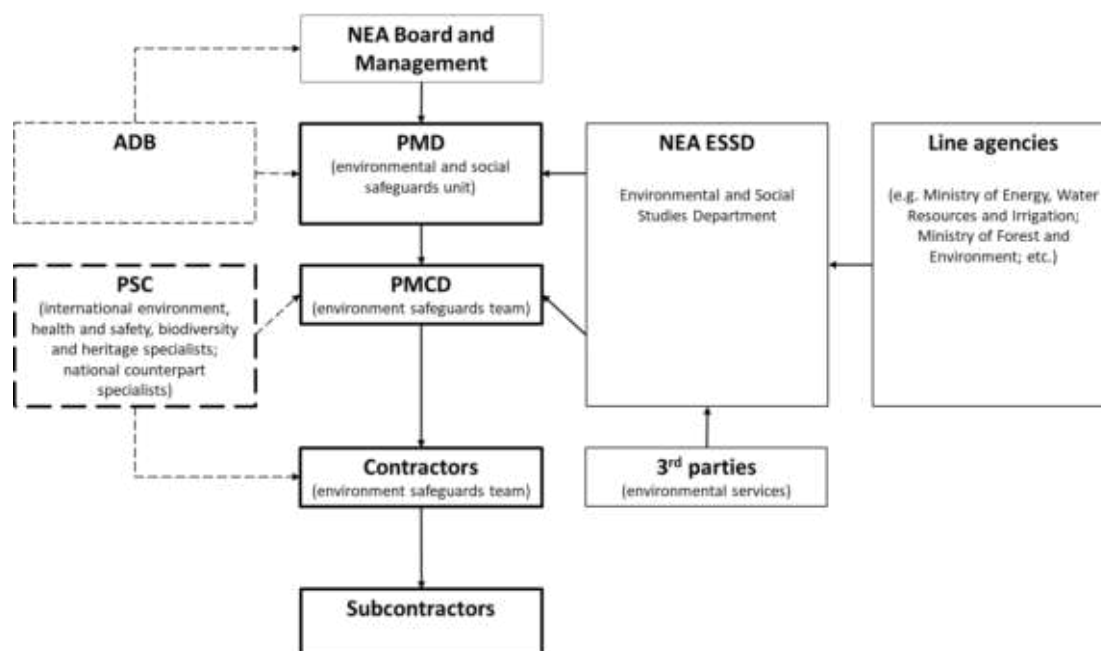 NEA Board and
Management
ADB
PMD
(environmental and social
safeguards unit)
NEA ESSD
Environmental and Social
Studies Department
Line agencies
(e.g. Ministry of Energy, Water
Resources and Irrigation;
Ministry of Forest and
Environment; etc.)
PSC
(international environment,
health and safety, biodiversity
and heritage specialists;
national counterpart
specialists)
PMCD
(environment safeguards team)
Contractors
(environment safeguards team)
3rd parties
(environmental services)
Subcontractors